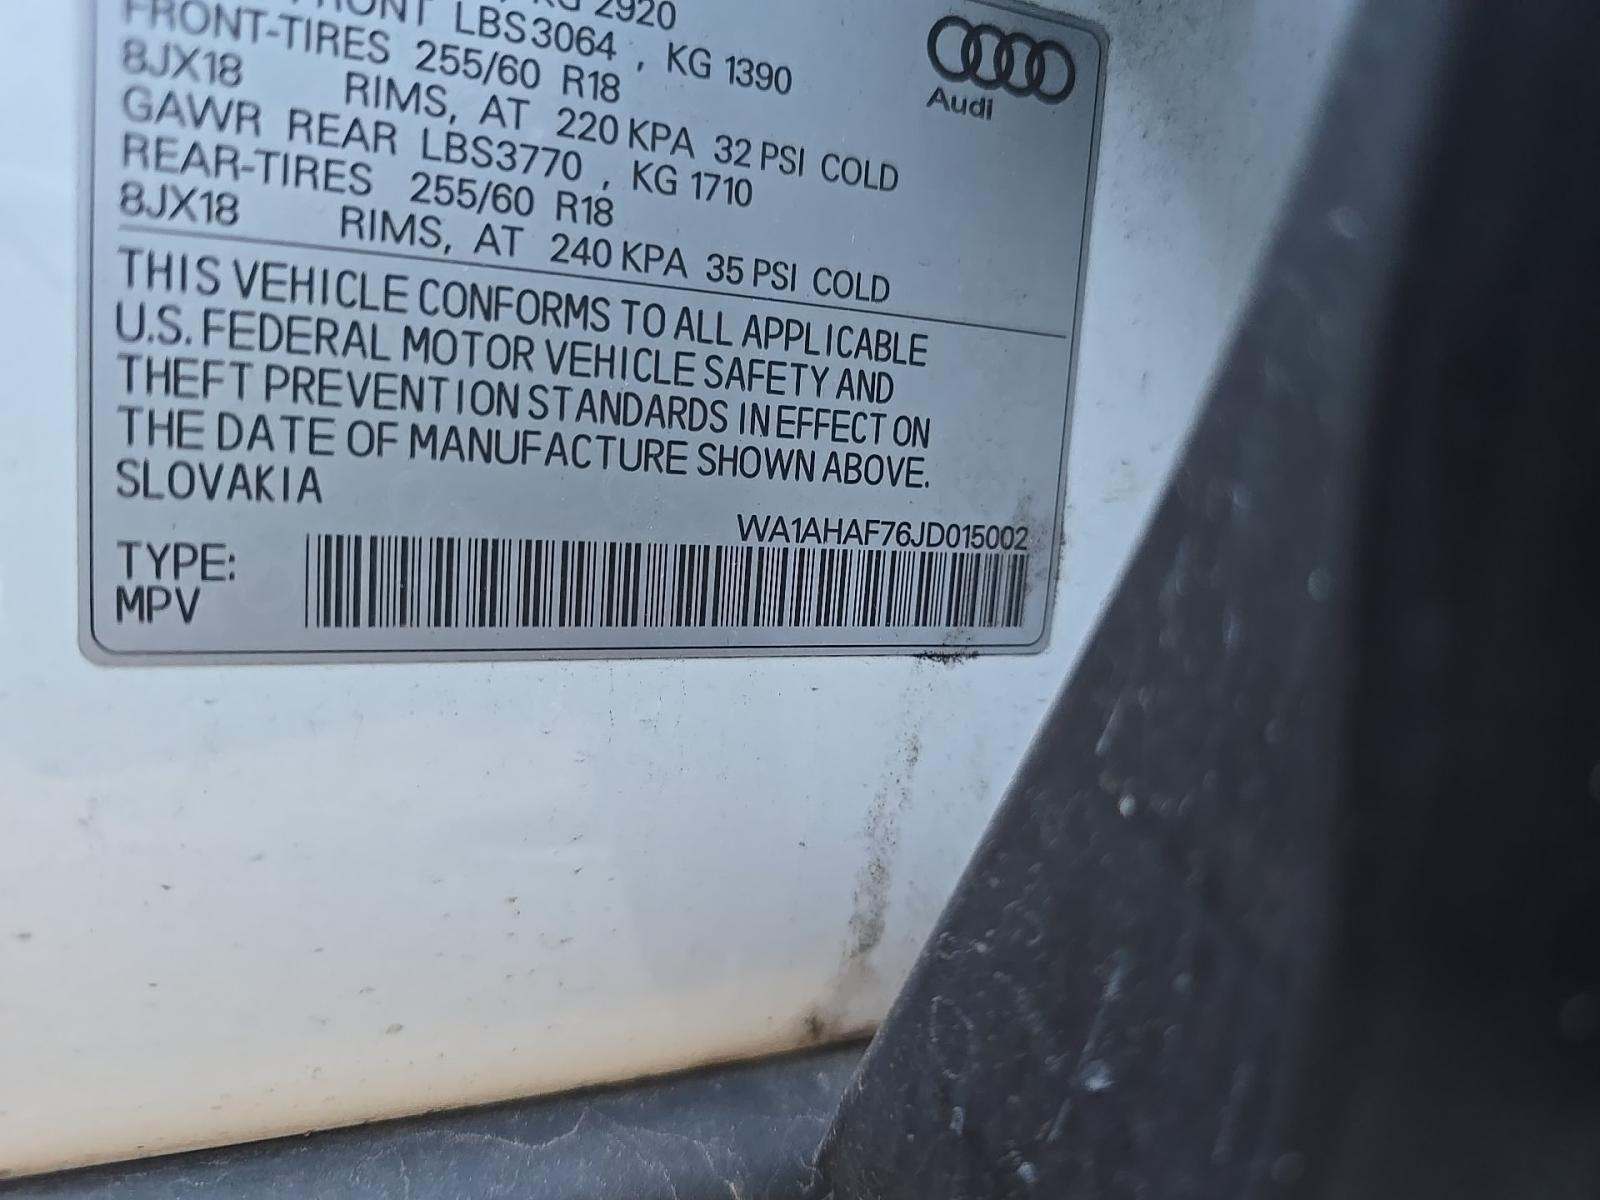 KG 2920
FRONT LBS3064 , KG 1390
FRONT-TIRES 255/60 R18
8JX18 RIMS, AT 220 KPA 32 PSI COLD
GAWR REAR LBS3770 , KG 1710
REAR-TIRES 255/60 R18
8JX18 RIMS, AT 240 KPA 35 PSI COLD
Audi
THIS VEHICLE CONFORMS TO ALL APPLICABLE
U.S. FEDERAL MOTOR VEHICLE SAFETY AND
THEFT PREVENTION STANDARDS IN EFFECT ON
THE DATE OF MANUFACTURE SHOWN ABOVE.
SLOVAKIA
WA1AHAF76JD015002
TYPE:
MPV